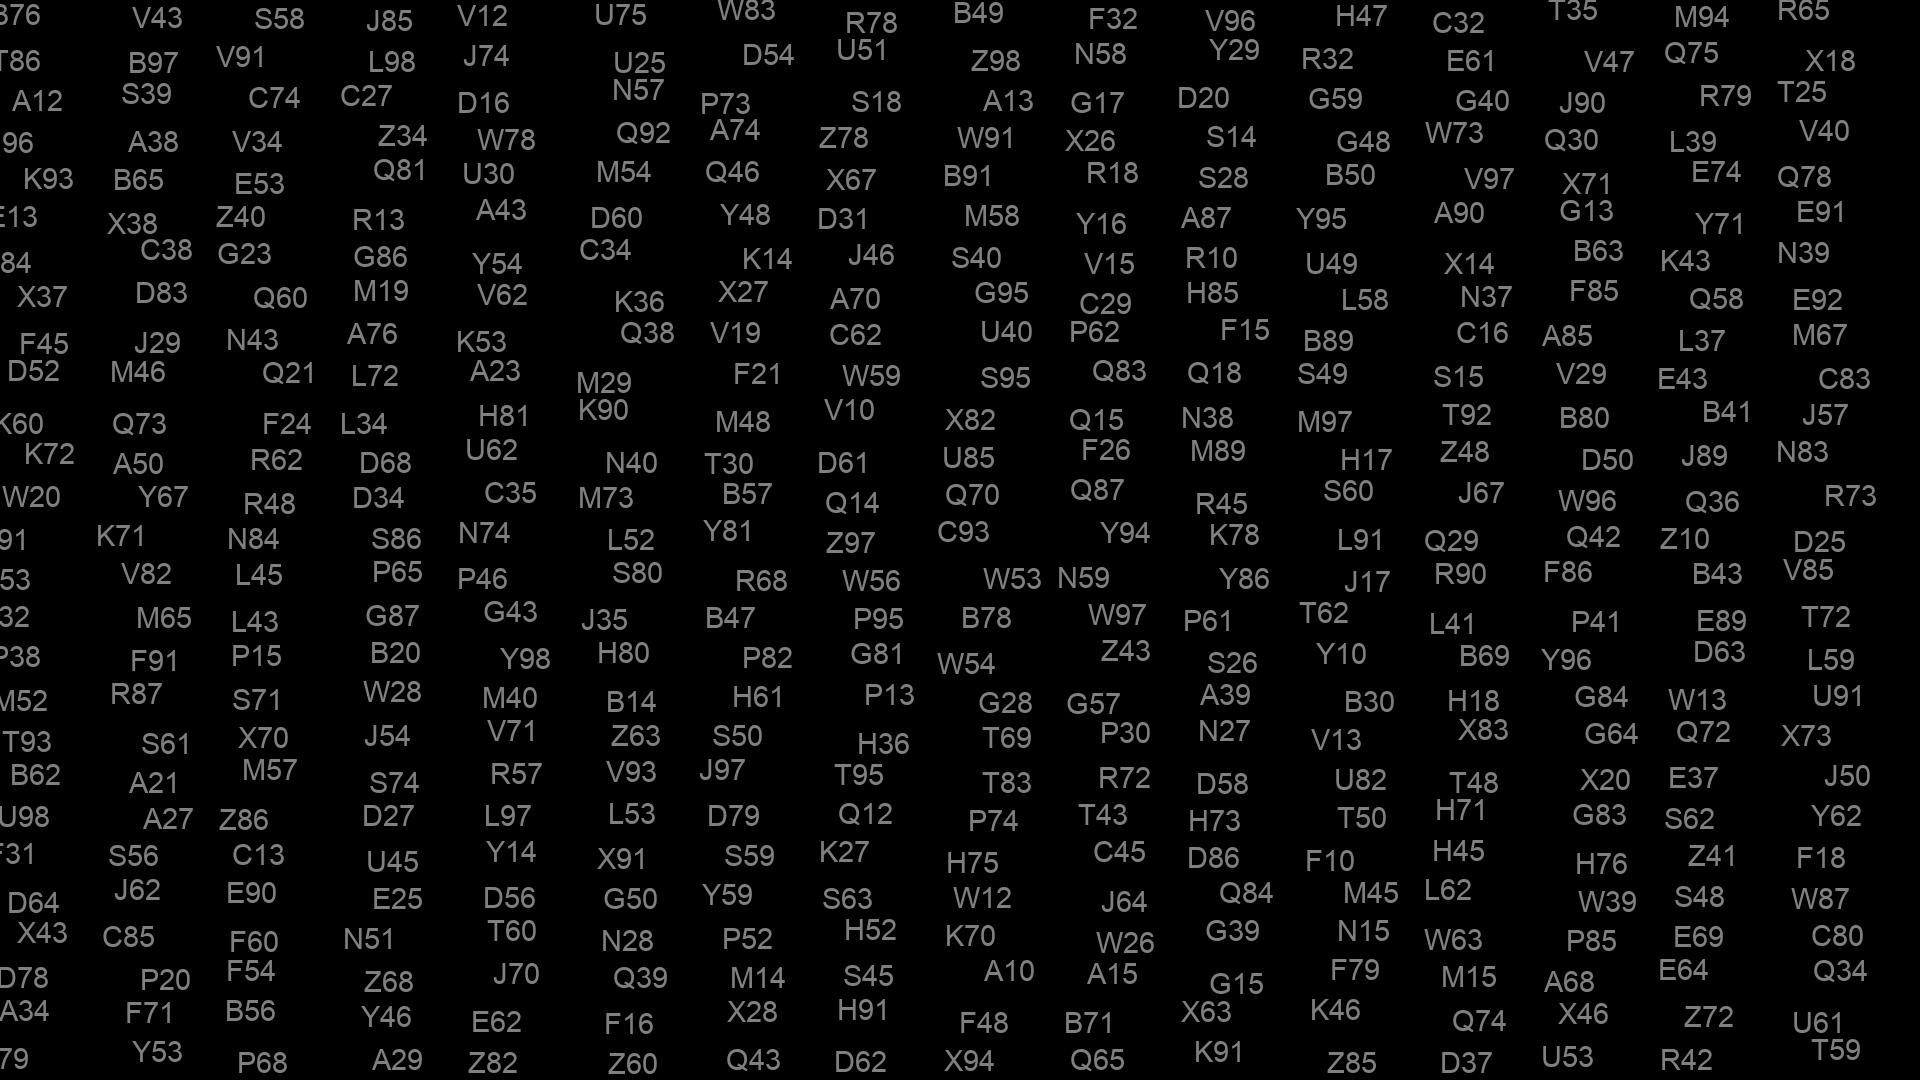 V43 S58 J85 V12 U75 W83 R78 B49 F32 V96 H47 C32 T35 M94 R65
B97 V91 L98 J74 U25 D54 U51 Z98 N58 Y29 R32 E61 V47 Q75 X18
A12 S39 C74 C27 D16 N57 P73 S18 A13 G17 D20 G59 G40 J90 R79 T25
96 A38 V34 Z34 W78 Q92 A74 Z78 W91 X26 S14 G48 W73 Q30 L39 V40
K93 B65 E53 Q81 U30 M54 Q46 X67 B91 R18 S28 B50 V97 X71 E74 Q78
E13 X38 Z40 R13 A43 D60 Y48 D31 M58 Y16 A87 Y95 A90 G13 Y71 E91
84 C38 G23 G86 Y54 C34 K14 J46 S40 V15 R10 U49 X14 B63 K43 N39
X37 D83 Q60 M19 V62 K36 X27 A70 G95 C29 H85 L58 N37 F85 Q58 E92
F45 J29 N43 A76 K53 Q38 V19 C62 U40 P62 F15 B89 C16 A85 L37 M67
D52 M46 Q21 L72 A23 M29 F21 W59 S95 Q83 Q18 S49 S15 V29 E43 C83
K60 Q73 F24 L34 H81 K90 M48 V10 X82 Q15 N38 M97 T92 B80 B41 J57
K72 A50 R62 D68 U62 N40 T30 D61 U85 F26 M89 H17 Z48 D50 J89 N83
W20 Y67 R48 D34 C35 M73 B57 Q14 Q70 Q87 R45 S60 J67 W96 Q36 R73
91 K71 N84 S86 N74 L52 Y81 Z97 C93 Y94 K78 L91 Q29 Q42 Z10 D25
53 V82 L45 P65 P46 S80 R68 W56 W53 N59 Y86 J17 R90 F86 B43 V85
32 M65 L43 G87 G43 J35 B47 P95 B78 W97 P61 T62 L41 P41 E89 T72
P38 F91 P15 B20 Y98 H80 P82 G81 W54 Z43 S26 Y10 B69 Y96 D63 L59
M52 R87 S71 W28 M40 B14 H61 P13 G28 G57 A39 B30 H18 G84 W13 U91
T93 S61 X70 J54 V71 Z63 S50 H36 T69 P30 N27 V13 X83 G64 Q72 X73
B62 A21 M57 S74 R57 V93 J97 T95 T83 R72 D58 U82 T48 X20 E37 J50
U98 A27 Z86 D27 L97 L53 D79 Q12 P74 T43 H73 T50 H71 G83 S62 Y62
F31 S56 C13 U45 Y14 X91 S59 K27 H75 C45 D86 F10 H45 H76 Z41 F18
D64 J62 E90 E25 D56 G50 Y59 S63 W12 J64 Q84 M45 L62 W39 S48 W87
X43 C85 F60 N51 T60 N28 P52 H52 K70 W26 G39 N15 W63 P85 E69 C80
D78 P20 F54 Z68 J70 Q39 M14 S45 A10 A15 G15 F79 M15 A68 E64 Q34
A34 F71 B56 Y46 E62 F16 X28 H91 F48 B71 X63 K46 Q74 X46 Z72 U61
79 Y53 P68 A29 Z82 Z60 Q43 D62 X94 Q65 K91 Z85 D37 U53 R42 T59